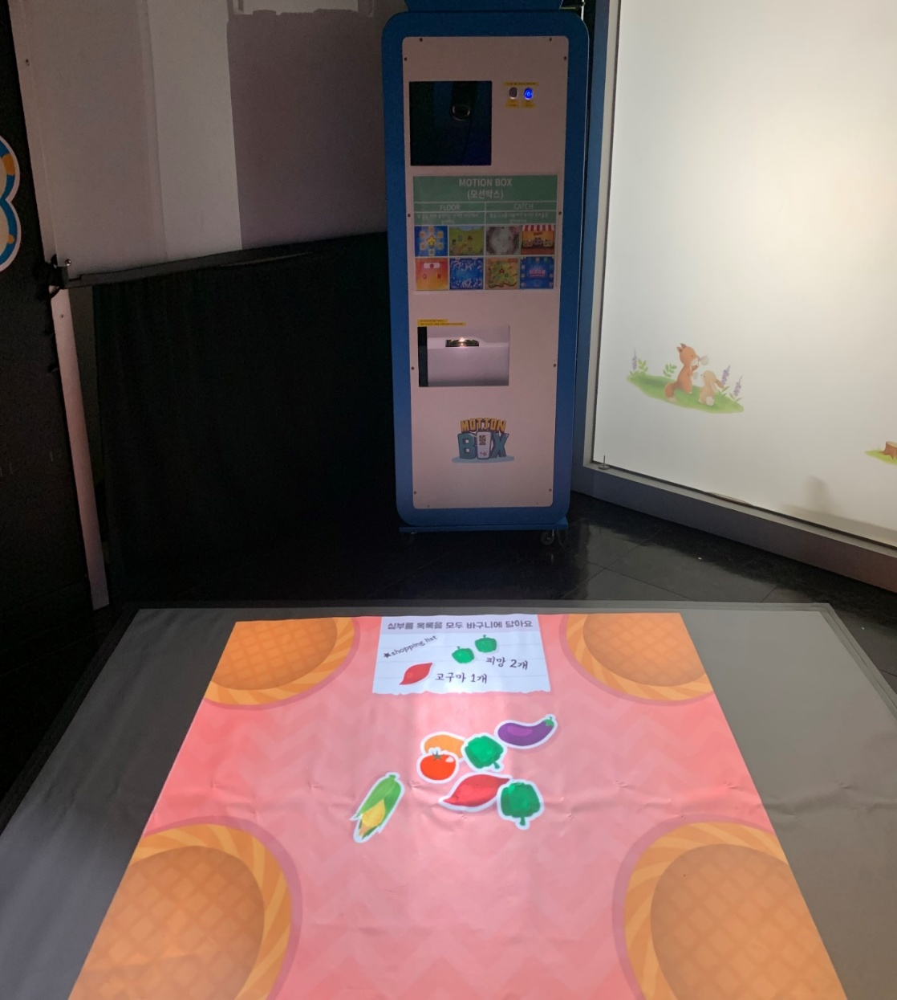 MOTION BOX
(모션박스)
FLOOR
CATCH
MOTION
BOX
심부름 목록을 모두 바구니에 담아요
★shopping list
피망 2개
고구마 1개